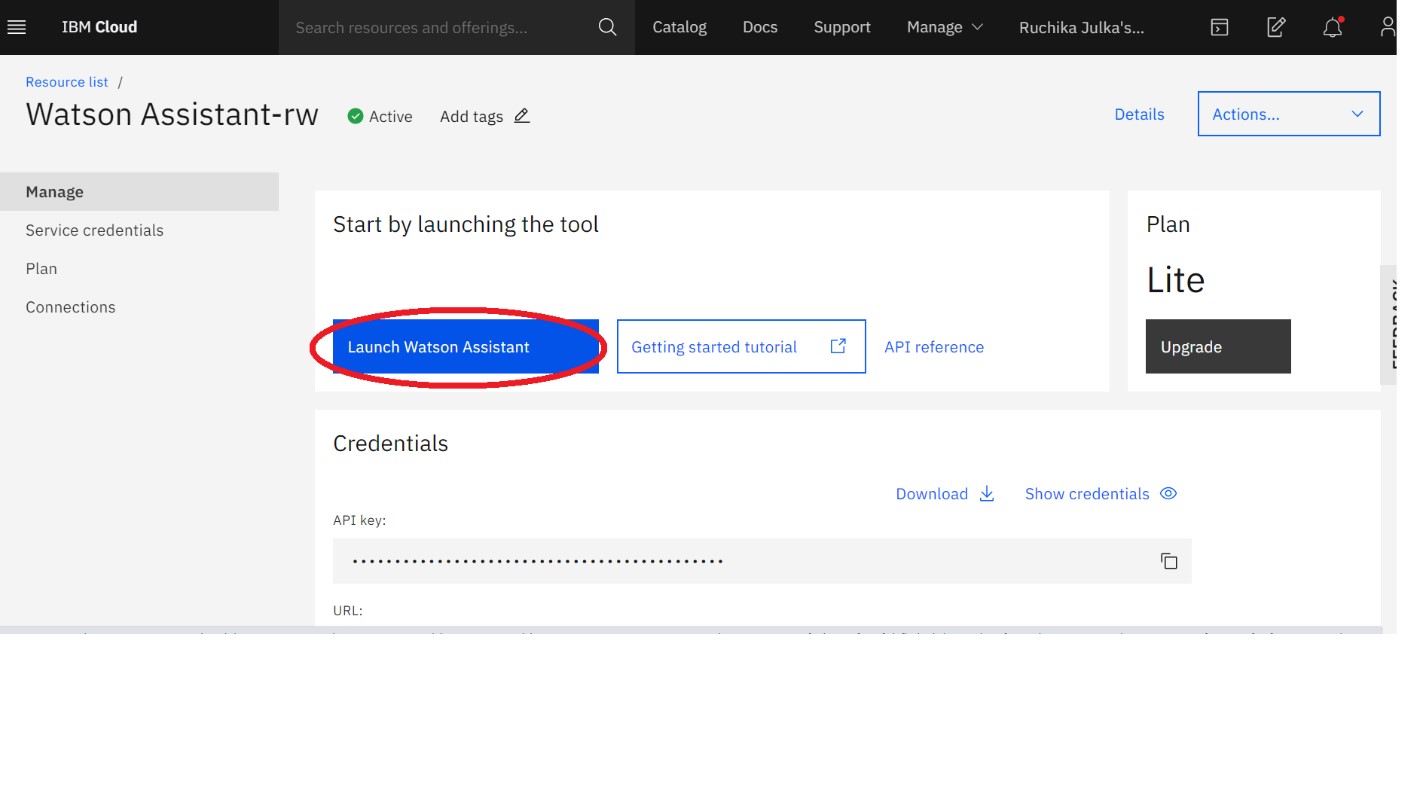 IBM Cloud
Search resources and offerings...
Catalog Docs Support Manage Ruchika Julka's...
Resource list /
Watson Assistant-rw Active Add tags
Details
Actions...
Manage
Service credentials
Plan
Connections
Start by launching the tool
Launch Watson Assistant Getting started tutorial API reference
Plan
Lite
Upgrade
FEEDBACK
Credentials
Download Show credentials
API key:
••••••••••••••••••••••••••••••••••••••••••••
URL: